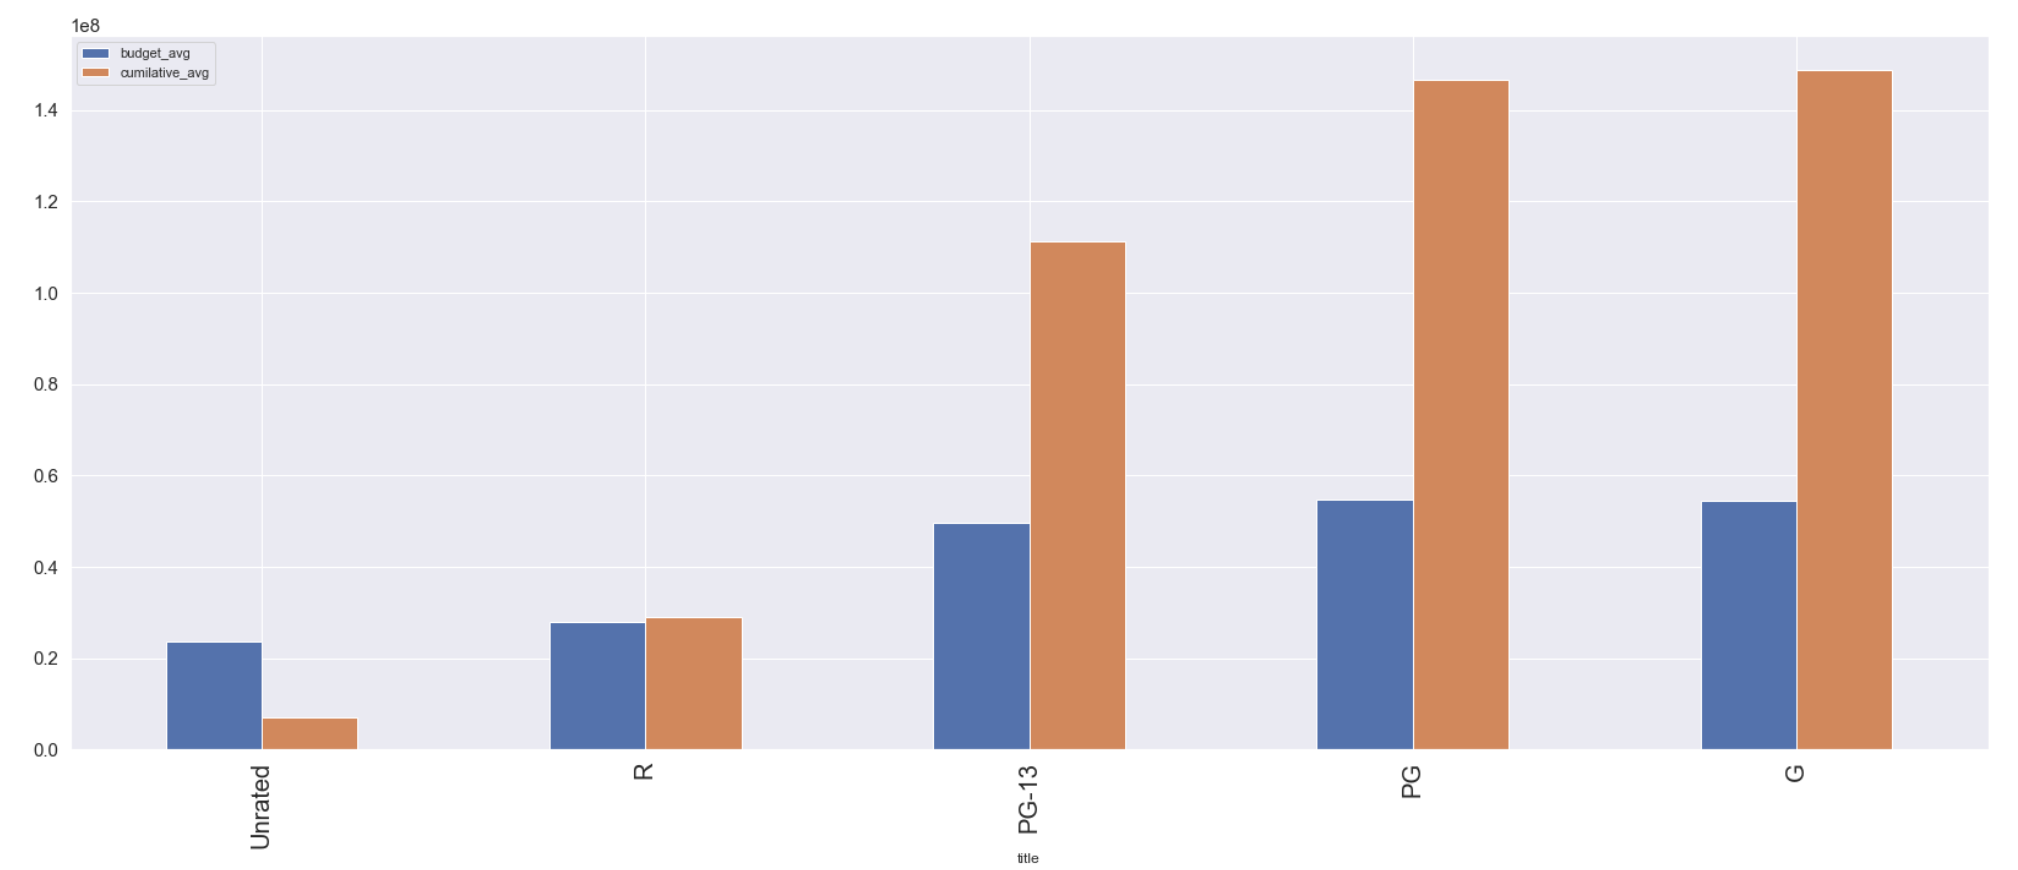 1e8
budget_avg
cumilative_avg
1.4
1.2
1.0
0.8
0.6
0.4
0.2
0.0
Unrated
R
PG-13
PG
G
title